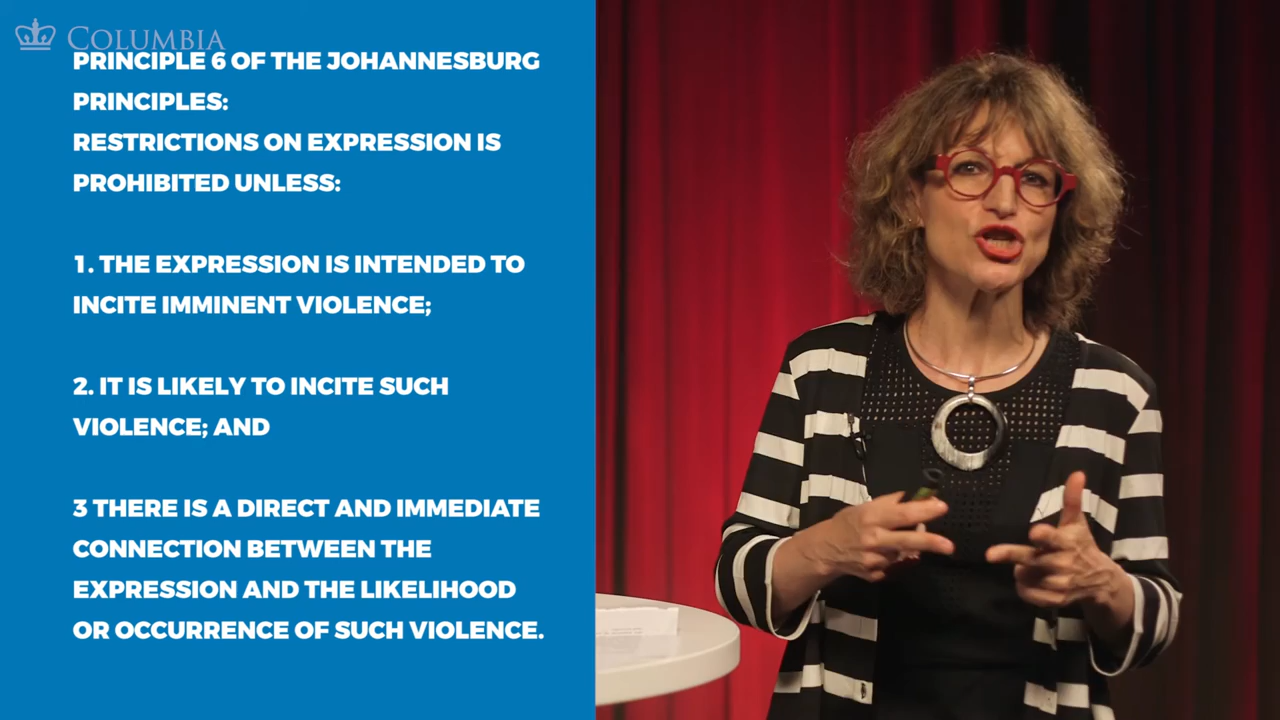 COLUMBIA
PRINCIPLE 6 OF THE JOHANNESBURG
PRINCIPLES:
RESTRICTIONS ON EXPRESSION IS
PROHIBITED UNLESS:
1. THE EXPRESSION IS INTENDED TO
INCITE IMMINENT VIOLENCE;
2. IT IS LIKELY TO INCITE SUCH
VIOLENCE; AND
3 THERE IS A DIRECT AND IMMEDIATE
CONNECTION BETWEEN THE
EXPRESSION AND THE LIKELIHOOD
OR OCCURRENCE OF SUCH VIOLENCE.